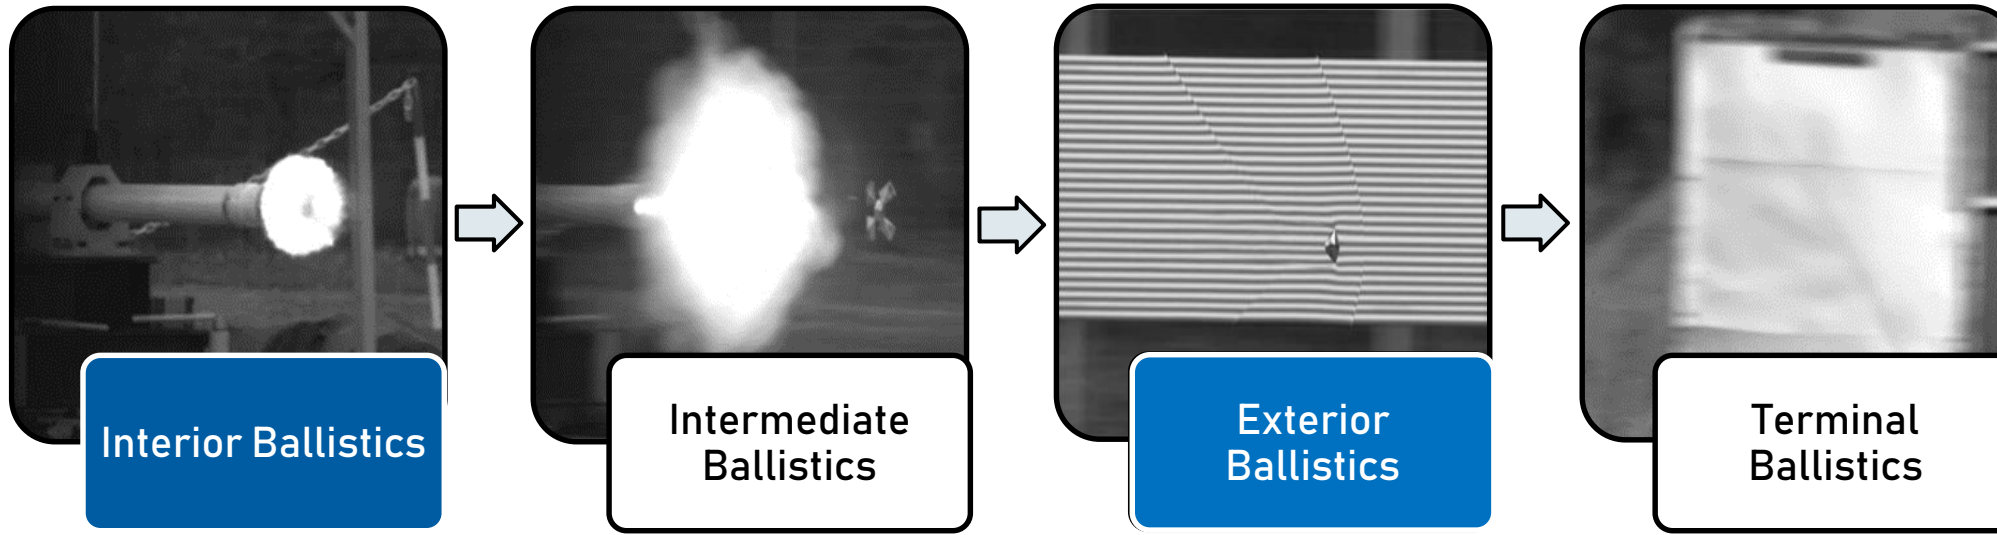 Interior Ballistics
Intermediate
Ballistics
Exterior
Ballistics
Terminal
Ballistics